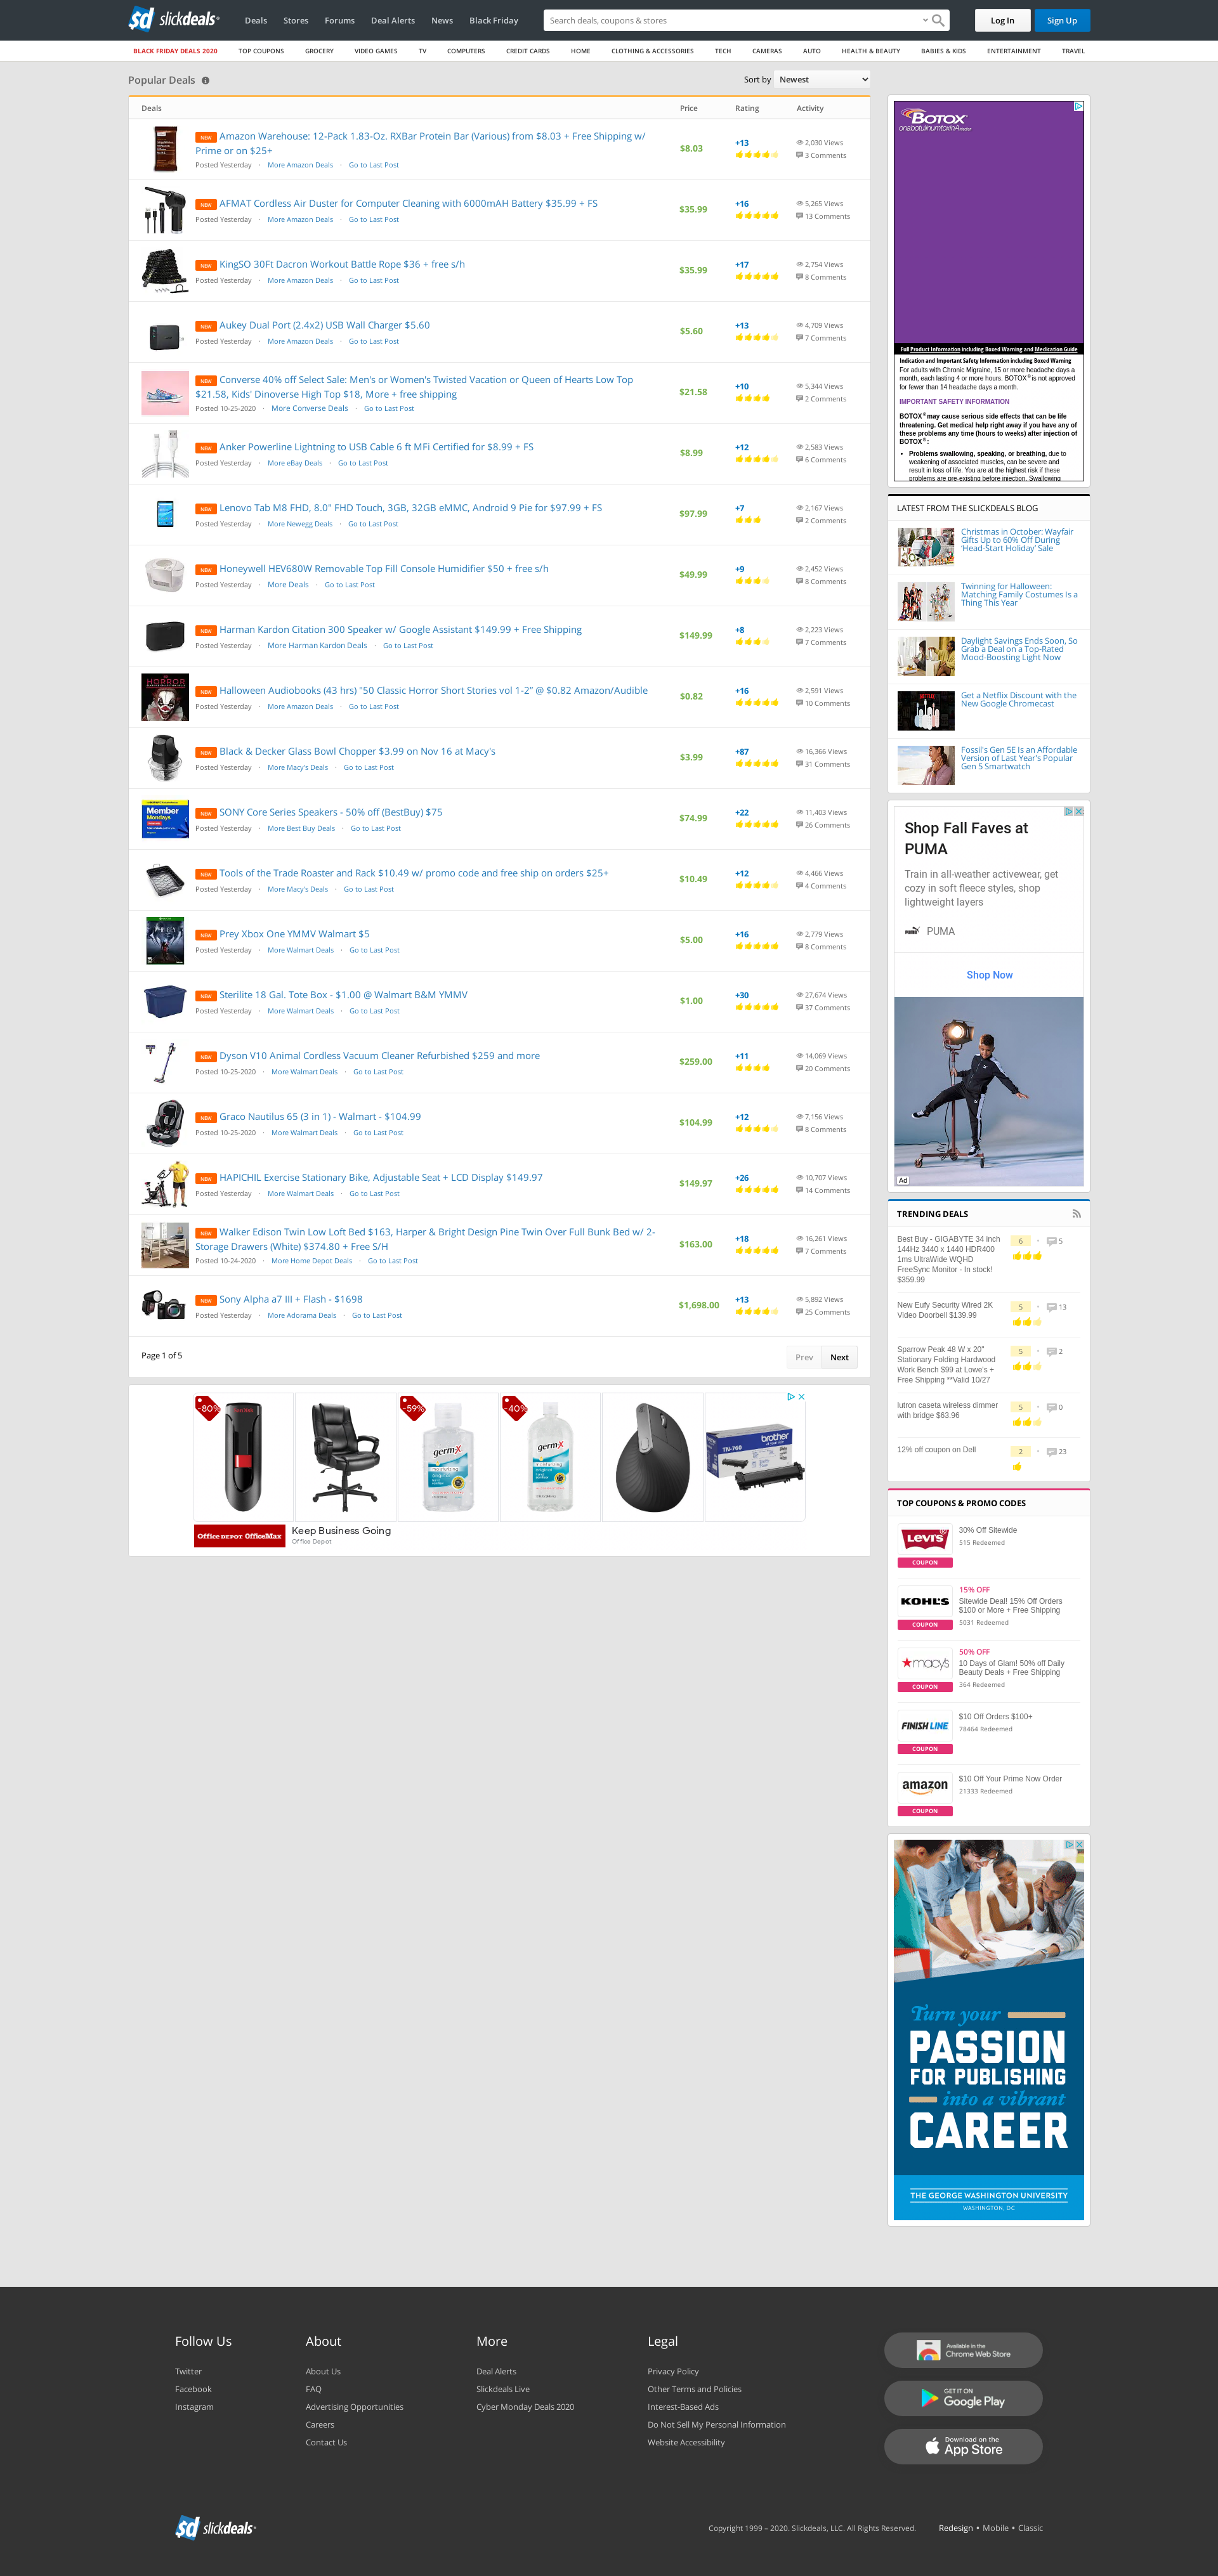 sd slickdeals
Deals Stores Forums Deal Alerts News Black Friday
Search deals, coupons & stores
Log In Sign Up
BLACK FRIDAY DEALS 2020 TOP COUPONS GROCERY VIDEO GAMES TV COMPUTERS CREDIT CARDS HOME CLOTHING & ACCESSORIES TECH CAMERAS AUTO HEALTH & BEAUTY BABIES & KIDS ENTERTAINMENT TRAVEL
Popular Deals
Sort by Newest
Deals Price Rating Activity
NEW Amazon Warehouse: 12-Pack 1.83-Oz. RXBar Protein Bar (Various) from $8.03 + Free Shipping w/
Prime or on $25+
Posted Yesterday · More Amazon Deals · Go to Last Post
$8.03
+13
2,030 Views
3 Comments
NEW AFMAT Cordless Air Duster for Computer Cleaning with 6000mAH Battery $35.99 + FS
Posted Yesterday · More Amazon Deals · Go to Last Post
$35.99
+16
5,265 Views
13 Comments
NEW KingSO 30Ft Dacron Workout Battle Rope $36 + free s/h
Posted Yesterday · More Amazon Deals · Go to Last Post
$35.99
+17
2,754 Views
8 Comments
NEW Aukey Dual Port (2.4x2) USB Wall Charger $5.60
Posted Yesterday · More Amazon Deals · Go to Last Post
$5.60
+13
4,709 Views
7 Comments
NEW Converse 40% off Select Sale: Men's or Women's Twisted Vacation or Queen of Hearts Low Top
$21.58, Kids' Dinoverse High Top $18, More + free shipping
Posted 10-25-2020 · More Converse Deals · Go to Last Post
$21.58
+10
5,344 Views
2 Comments
NEW Anker Powerline Lightning to USB Cable 6 ft MFi Certified for $8.99 + FS
Posted Yesterday · More eBay Deals · Go to Last Post
$8.99
+12
2,583 Views
6 Comments
NEW Lenovo Tab M8 FHD, 8.0" FHD Touch, 3GB, 32GB eMMC, Android 9 Pie for $97.99 + FS
Posted Yesterday · More Newegg Deals · Go to Last Post
$97.99
+7
2,167 Views
2 Comments
NEW Honeywell HEV680W Removable Top Fill Console Humidifier $50 + free s/h
Posted Yesterday · More Deals · Go to Last Post
$49.99
+9
2,452 Views
8 Comments
NEW Harman Kardon Citation 300 Speaker w/ Google Assistant $149.99 + Free Shipping
Posted Yesterday · More Harman Kardon Deals · Go to Last Post
$149.99
+8
2,223 Views
7 Comments
HORROR
NEW Halloween Audiobooks (43 hrs) "50 Classic Horror Short Stories vol 1-2" @ $0.82 Amazon/Audible
Posted Yesterday · More Amazon Deals · Go to Last Post
$0.82
+16
2,591 Views
10 Comments
NEW Black & Decker Glass Bowl Chopper $3.99 on Nov 16 at Macy's
Posted Yesterday · More Macy's Deals · Go to Last Post
$3.99
+87
16,366 Views
31 Comments
Member
Mondays
NEW SONY Core Series Speakers - 50% off (BestBuy) $75
Posted Yesterday · More Best Buy Deals · Go to Last Post
$74.99
+22
11,403 Views
26 Comments
NEW Tools of the Trade Roaster and Rack $10.49 w/ promo code and free ship on orders $25+
Posted Yesterday · More Macy's Deals · Go to Last Post
$10.49
+12
4,466 Views
4 Comments
PREY
NEW Prey Xbox One YMMV Walmart $5
Posted Yesterday · More Walmart Deals · Go to Last Post
$5.00
+16
2,779 Views
8 Comments
NEW Sterilite 18 Gal. Tote Box - $1.00 @ Walmart B&M YMMV
Posted Yesterday · More Walmart Deals · Go to Last Post
$1.00
+30
27,674 Views
37 Comments
NEW Dyson V10 Animal Cordless Vacuum Cleaner Refurbished $259 and more
Posted 10-25-2020 · More Walmart Deals · Go to Last Post
$259.00
+11
14,069 Views
20 Comments
NEW Graco Nautilus 65 (3 in 1) - Walmart - $104.99
Posted 10-25-2020 · More Walmart Deals · Go to Last Post
$104.99
+12
7,156 Views
8 Comments
NEW HAPICHIL Exercise Stationary Bike, Adjustable Seat + LCD Display $149.97
Posted Yesterday · More Walmart Deals · Go to Last Post
$149.97
+26
10,707 Views
14 Comments
NEW Walker Edison Twin Low Loft Bed $163, Harper & Bright Design Pine Twin Over Full Bunk Bed w/ 2-
Storage Drawers (White) $374.80 + Free S/H
Posted 10-24-2020 · More Home Depot Deals · Go to Last Post
$163.00
+18
16,261 Views
7 Comments
NEW Sony Alpha a7 III + Flash - $1698
Posted Yesterday · More Adorama Deals · Go to Last Post
$1,698.00
+13
5,892 Views
25 Comments
Page 1 of 5
Prev Next
-80% -59% -40%
germ-x germ-x
brother
TN-760
Office DEPOT OfficeMax
Keep Business Going
Office Depot
BOTOX
onabotulinumtoxinA
Full Product Information including Boxed Warning and Medication Guide
Indication and Important Safety Information including Boxed Warning
For adults with Chronic Migraine, 15 or more headache days a
month, each lasting 4 or more hours. BOTOX® is not approved
for fewer than 14 headache days a month.
IMPORTANT SAFETY INFORMATION
BOTOX® may cause serious side effects that can be life
threatening. Get medical help right away if you have any of
these problems any time (hours to weeks) after injection of
BOTOX®:
• Problems swallowing, speaking, or breathing, due to
weakening of associated muscles, can be severe and
result in loss of life. You are at the highest risk if these
problems are pre-existing before injection. Swallowing
LATEST FROM THE SLICKDEALS BLOG
Christmas in October: Wayfair
Gifts Up to 60% Off During
'Head-Start Holiday' Sale
Twinning for Halloween:
Matching Family Costumes Is a
Thing This Year
Daylight Savings Ends Soon, So
Grab a Deal on a Top-Rated
Mood-Boosting Light Now
NETFLIX
Get a Netflix Discount with the
New Google Chromecast
Fossil's Gen 5E Is an Affordable
Version of Last Year's Popular
Gen 5 Smartwatch
Shop Fall Faves at
PUMA
Train in all-weather activewear, get
cozy in soft fleece styles, shop
lightweight layers
PUMA
Shop Now
Ad
TRENDING DEALS
Best Buy - GIGABYTE 34 inch
144Hz 3440 x 1440 HDR400
1ms UltraWide WQHD
FreeSync Monitor - In stock!
$359.99
6 • 5
New Eufy Security Wired 2K
Video Doorbell $139.99
5 • 13
Sparrow Peak 48 W x 20"
Stationary Folding Hardwood
Work Bench $99 at Lowe's +
Free Shipping **Valid 10/27
5 • 2
lutron caseta wireless dimmer
with bridge $63.96
5 • 0
12% off coupon on Dell
2 • 23
TOP COUPONS & PROMO CODES
LEVI'S
COUPON
30% Off Sitewide
515 Redeemed
KOHL'S
COUPON
15% OFF
Sitewide Deal! 15% Off Orders
$100 or More + Free Shipping
5031 Redeemed
macy's
COUPON
50% OFF
10 Days of Glam! 50% off Daily
Beauty Deals + Free Shipping
364 Redeemed
FINISH LINE
COUPON
$10 Off Orders $100+
78464 Redeemed
amazon
COUPON
$10 Off Your Prime Now Order
21333 Redeemed
Turn your
PASSION
FOR PUBLISHING
into a vibrant
CAREER
THE GEORGE WASHINGTON UNIVERSITY
WASHINGTON, DC
Follow Us
Twitter
Facebook
Instagram
About
About Us
FAQ
Advertising Opportunities
Careers
Contact Us
More
Deal Alerts
Slickdeals Live
Cyber Monday Deals 2020
Legal
Privacy Policy
Other Terms and Policies
Interest-Based Ads
Do Not Sell My Personal Information
Website Accessibility
Available in the
Chrome Web Store
GET IT ON
Google Play
Download on the
App Store
sd slickdeals
Copyright 1999 – 2020. Slickdeals, LLC. All Rights Reserved.
Redesign • Mobile • Classic